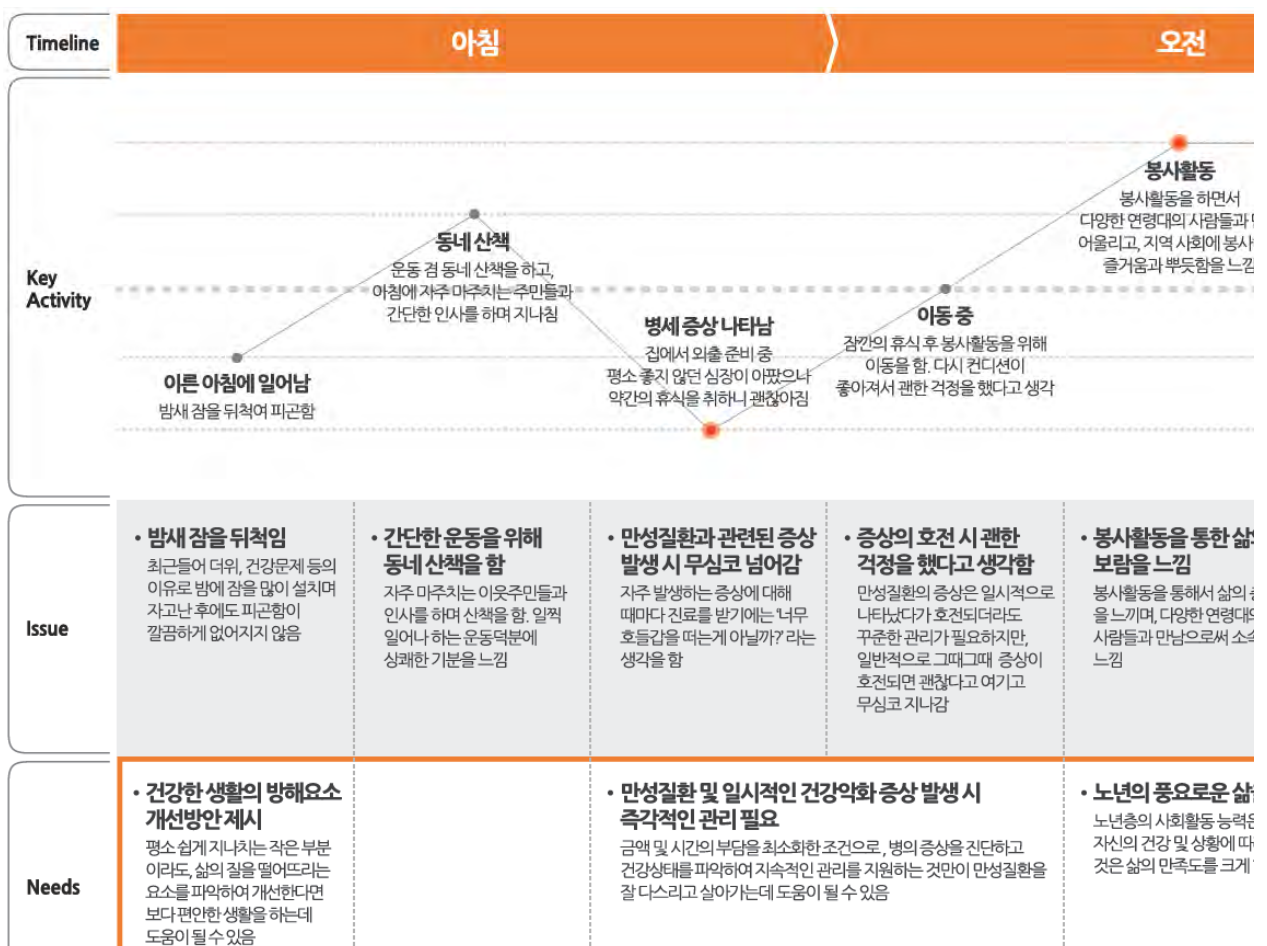 Timeline
아침
오전
Key
Activity
봉사활동
봉사활동을 하면서
다양한 연령대의 사람들과
어울리고, 지역 사회에 봉사
즐거움과 뿌듯함을 느낌
동네 산책
운동 겸 동네 산책을 하고,
아침에 자주 마주치는 주민들과
간단한 인사를 하며 지나침
병세 증상 나타남
집에서 외출 준비 중
평소 좋지 않던 심장이 아팠으나
약간의 휴식을 취하니 괜찮아짐
이동 중
잠깐의 휴식 후 봉사활동을 위해
이동을 함. 다시 컨디션이
좋아져서 괜한 걱정을 했다고 생각
이른 아침에 일어남
밤새 잠을 뒤척여 피곤함
Issue
• 밤새 잠을 뒤척임
최근들어 더위, 건강문제 등의
이유로 밤에 잠을 많이 설치며
자고난 후에도 피곤함이
깔끔하게 없어지지 않음
• 간단한 운동을 위해
동네 산책을 함
자주 마주치는 이웃주민들과
인사를 하며 산책을 함. 일찍
일어나 하는 운동덕분에
상쾌한 기분을 느낌
• 만성질환과 관련된 증상
발생 시 무심코 넘어감
자주 발생하는 증상에 대해
때마다 진료를 받기에는 '너무
호들갑을 떠는게 아닐까?' 라는
생각을 함
• 증상의 호전 시 괜한
걱정을 했다고 생각함
만성질환의 증상은 일시적으로
나타났다가 호전되더라도
꾸준한 관리가 필요하지만,
일반적으로 그때그때 증상이
호전되면 괜찮다고 여기고
무심코 지나감
• 봉사활동을 통한 삶의
보람을 느낌
봉사활동을 통해서 삶의
을 느끼며, 다양한 연령대의
사람들과 만남으로써 소속
느낌
Needs
• 건강한 생활의 방해요소
개선방안 제시
평소 쉽게 지나치는 작은 부분
이라도, 삶의 질을 떨어뜨리는
요소를 파악하여 개선한다면
보다 편안한 생활을 하는데
도움이 될 수 있음
• 만성질환 및 일시적인 건강악화 증상 발생 시
즉각적인 관리 필요
금액 및 시간의 부담을 최소화한 조건으로, 병의 증상을 진단하고
건강상태를 파악하여 지속적인 관리를 지원하는 것만이 만성질환을
잘 다스리고 살아가는데 도움이 될 수 있음
• 노년의 풍요로운 삶을
노년층의 사회활동 능력은
자신의 건강 및 상황에 따
것은 삶의 만족도를 크게